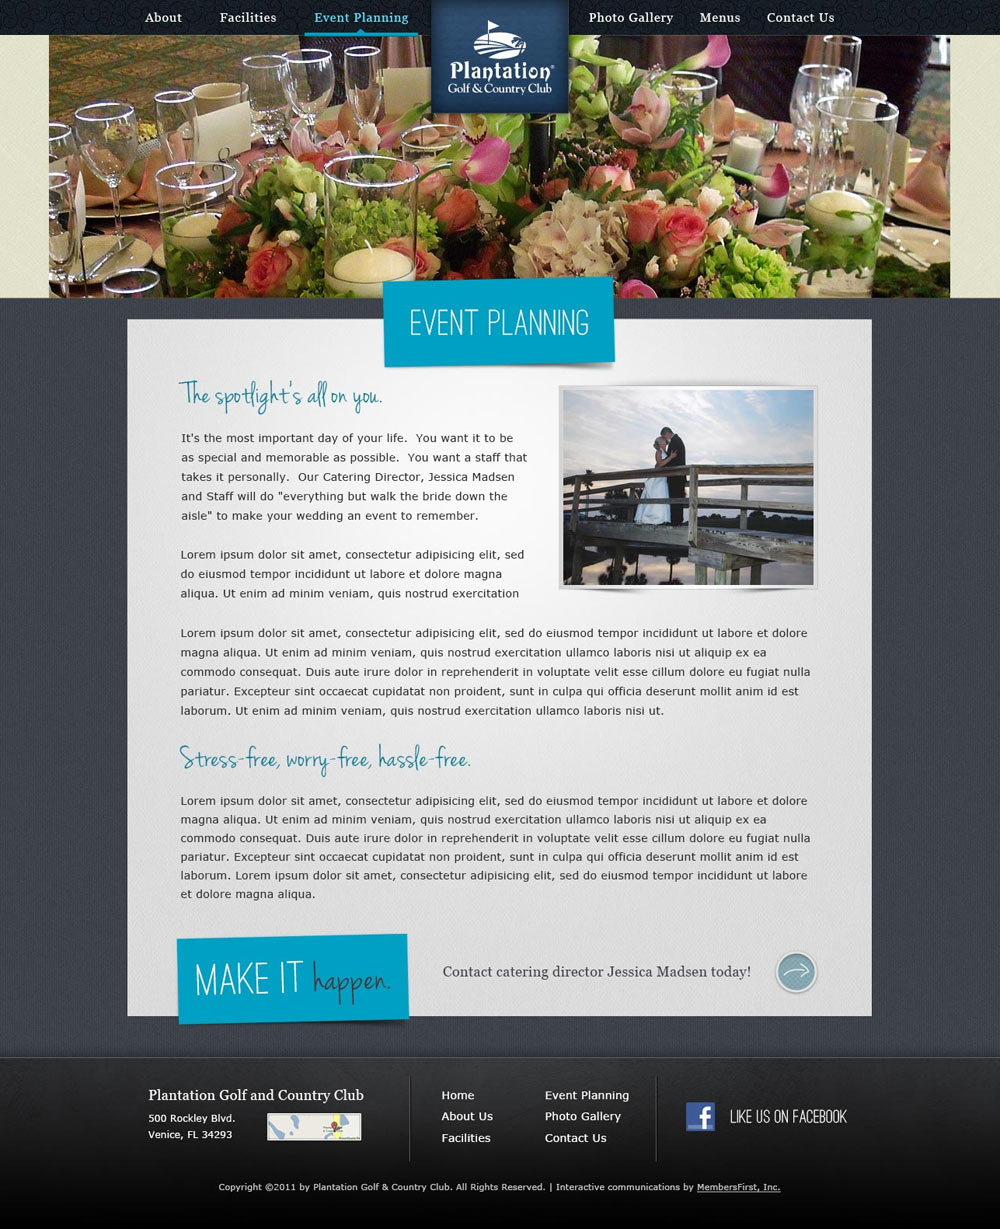 About Facilities Event Planning Photo Gallery Menus Contact Us
Plantation®
Golf & Country Club
EVENT PLANNING
The spotlight's all on you.
It's the most important day of your life. You want it to be
as special and memorable as possible. You want a staff that
takes it personally. Our Catering Director, Jessica Madsen
and Staff will do "everything but walk the bride down the
aisle" to make your wedding an event to remember.
Lorem ipsum dolor sit amet, consectetur adipisicing elit, sed
do eiusmod tempor incididunt ut labore et dolore magna
aliqua. Ut enim ad minim veniam, quis nostrud exercitation
Lorem ipsum dolor sit amet, consectetur adipisicing elit, sed do eiusmod tempor incididunt ut labore et dolore
magna aliqua. Ut enim ad minim veniam, quis nostrud exercitation ullamco laboris nisi ut aliquip ex ea
commodo consequat. Duis aute irure dolor in reprehenderit in voluptate velit esse cillum dolore eu fugiat nulla
pariatur. Excepteur sint occaecat cupidatat non proident, sunt in culpa qui officia deserunt mollit anim id est
laborum. Ut enim ad minim veniam, quis nostrud exercitation ullamco laboris nisi ut.
Stress-free, worry-free, hassle-free.
Lorem ipsum dolor sit amet, consectetur adipisicing elit, sed do eiusmod tempor incididunt ut labore et dolore
magna aliqua. Ut enim ad minim veniam, quis nostrud exercitation ullamco laboris nisi ut aliquip ex ea
commodo consequat. Duis aute irure dolor in reprehenderit in voluptate velit esse cillum dolore eu fugiat nulla
pariatur. Excepteur sint occaecat cupidatat non proident, sunt in culpa qui officia deserunt mollit anim id est
laborum. Lorem ipsum dolor sit amet, consectetur adipisicing elit, sed do eiusmod tempor incididunt ut labore
et dolore magna aliqua.
MAKE IT happen.
Contact catering director Jessica Madsen today!
Plantation Golf and Country Club
500 Rockley Blvd.
Venice, FL 34293
Home
About Us
Facilities
Event Planning
Photo Gallery
Contact Us
f LIKE US ON FACEBOOK
Copyright ©2011 by Plantation Golf & Country Club. All Rights Reserved. | Interactive communications by MembersFirst, Inc.